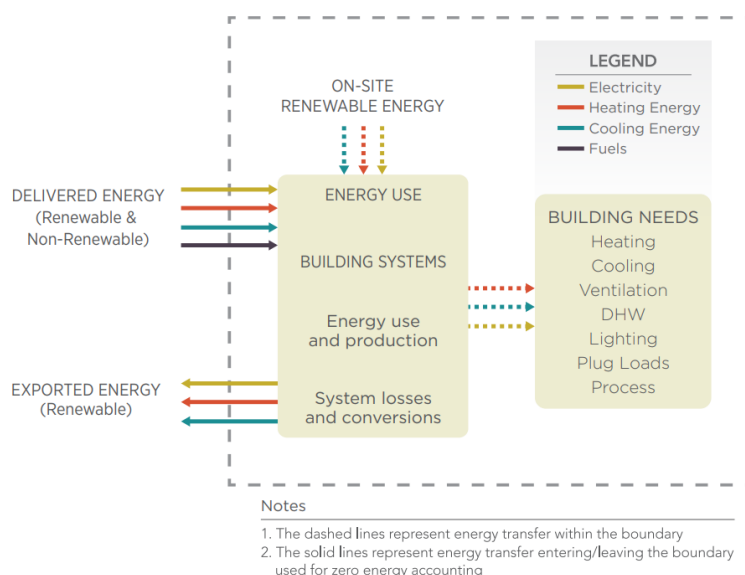 LEGEND
Electricity
Heating Energy
Cooling Energy
Fuels
ON-SITE
RENEWABLE ENERGY
DELIVERED ENERGY
(Renewable &
Non-Renewable)
ENERGY USE
BUILDING SYSTEMS
Energy use
and production
System losses
and conversions
BUILDING NEEDS
Heating
Cooling
Ventilation
DHW
Lighting
Plug Loads
Process
EXPORTED ENERGY
(Renewable)
Notes
1. The dashed lines represent energy transfer within the boundary
2. The solid lines represent energy transfer entering/leaving the boundary
used for zero energy accounting